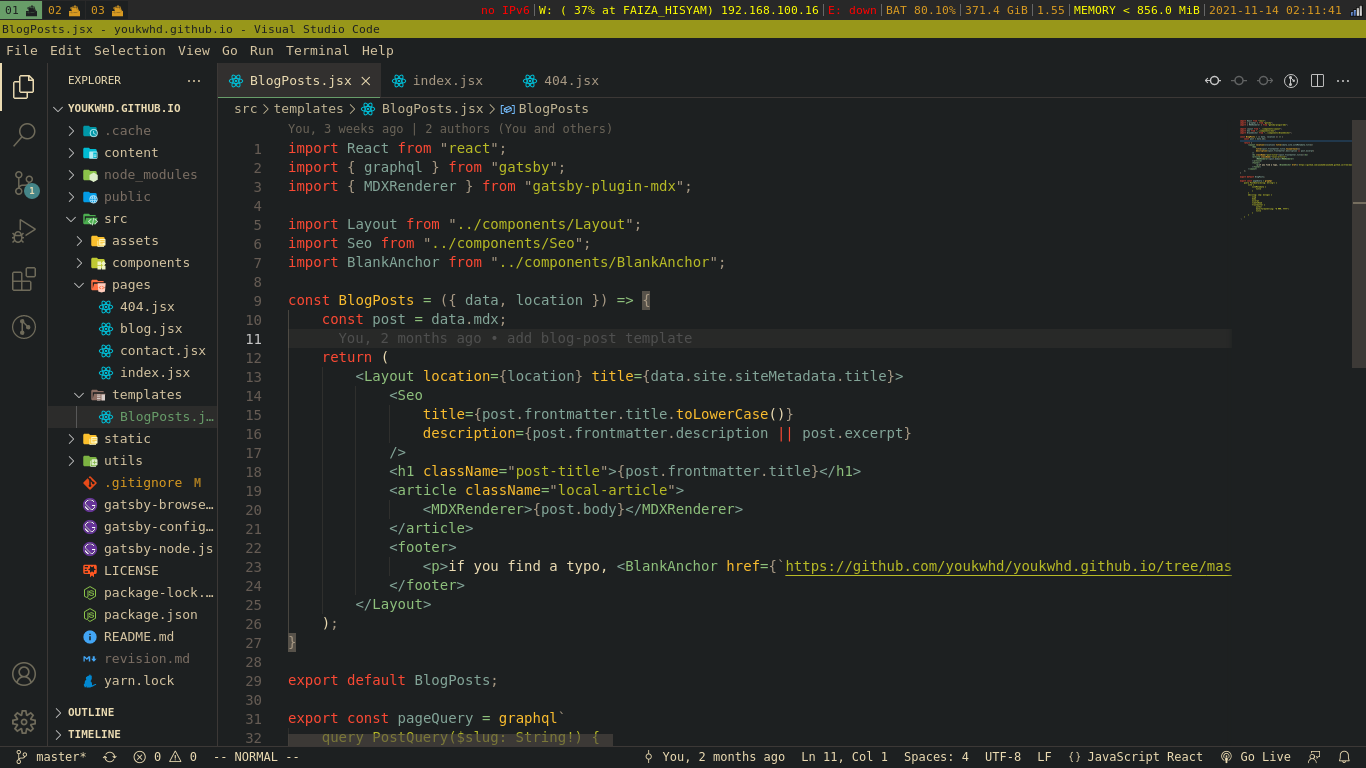 01 02 03 no IPv6 W: ( 37% at FAIZA_HISYAM) 192.168.100.16 E: down BAT 80.10% 371.4 GiB 1.55 MEMORY < 856.0 MiB 2021-11-14 02:11:41
BlogPosts.jsx - youkwhd.github.io - Visual Studio Code
File Edit Selection View Go Run Terminal Help
EXPLORER ···
YOUKWHD.GITHUB.IO
.cache
content
node_modules
public
src
assets
components
pages
404.jsx
blog.jsx
contact.jsx
index.jsx
templates
BlogPosts.j…
static
utils
.gitignore M
gatsby-browse…
gatsby-config…
gatsby-node.js
LICENSE
package-lock.…
package.json
README.md
revision.md
yarn.lock
OUTLINE
TIMELINE
1
BlogPosts.jsx index.jsx 404.jsx
src > templates > BlogPosts.jsx > BlogPosts
You, 3 weeks ago | 2 authors (You and others)
1 import React from "react";
2 import { graphql } from "gatsby";
3 import { MDXRenderer } from "gatsby-plugin-mdx";
4
5 import Layout from "../components/Layout";
6 import Seo from "../components/Seo";
7 import BlankAnchor from "../components/BlankAnchor";
8
9 const BlogPosts = ({ data, location }) => {
10 const post = data.mdx;
11 You, 2 months ago • add blog-post template
12 return (
13 <Layout location={location} title={data.site.siteMetadata.title}>
14 <Seo
15 title={post.frontmatter.title.toLowerCase()}
16 description={post.frontmatter.description || post.excerpt}
17 />
18 <h1 className="post-title">{post.frontmatter.title}</h1>
19 <article className="local-article">
20 <MDXRenderer>{post.body}</MDXRenderer>
21 </article>
22 <footer>
23 <p>if you find a typo, <BlankAnchor href={`https://github.com/youkwhd/youkwhd.github.io/tree/mas
24 </footer>
25 </Layout>
26 );
27 }
28
29 export default BlogPosts;
30
31 export const pageQuery = graphql`
32 query PostQuery($slug: String!) {
master* 0 0 -- NORMAL -- You, 2 months ago Ln 11, Col 1 Spaces: 4 UTF-8 LF {} JavaScript React Go Live